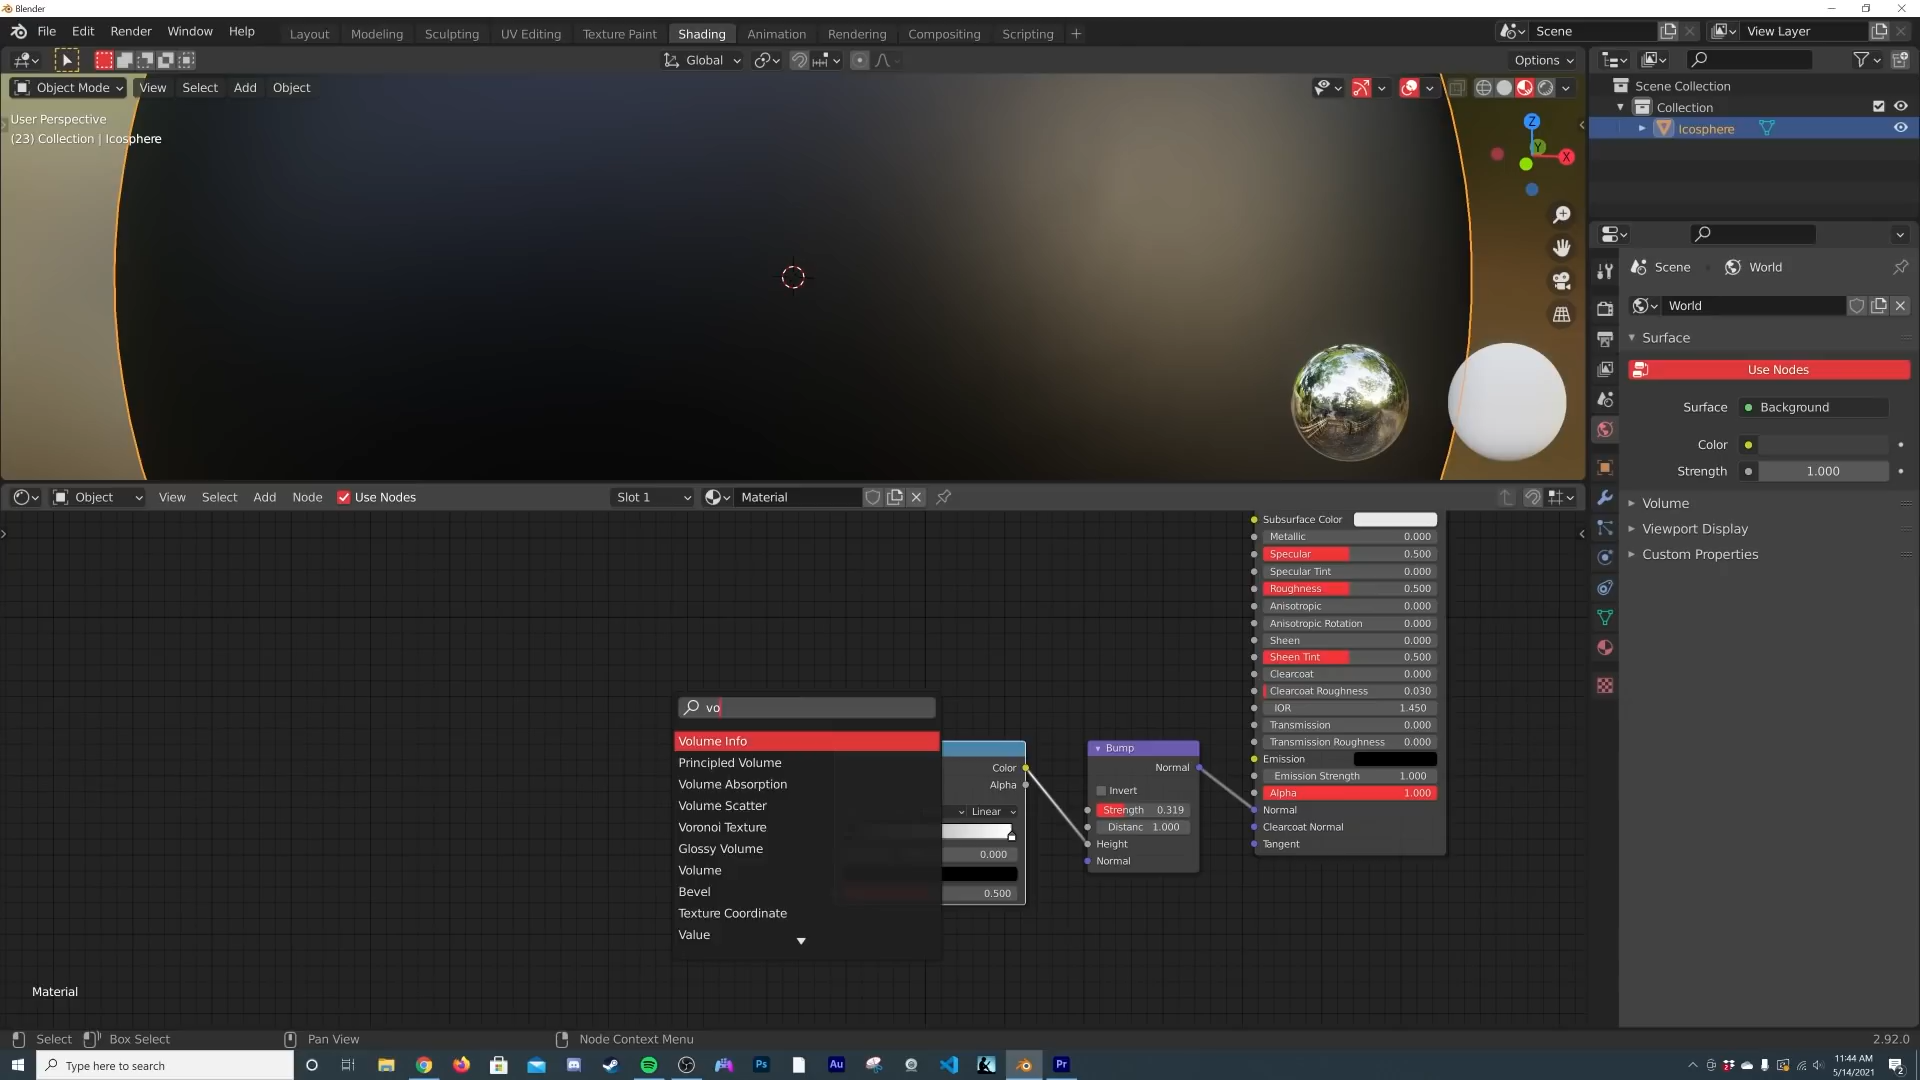 Blender
File Edit Render Window Help
Layout Modeling Sculpting UV Editing Texture Paint Shading Animation Rendering Compositing Scripting +
Scene
View Layer
Global
Options
Object Mode View Select Add Object
User Perspective
(23) Collection | Icosphere
Z
Y
X
Scene Collection
Collection
Icosphere
Scene World
World
Surface
Use Nodes
Surface Background
Color
Strength 1.000
Volume
Viewport Display
Custom Properties
Object View Select Add Node Use Nodes
Slot 1
Material
Subsurface Color
Metallic 0.000
Specular 0.500
Specular Tint 0.000
Roughness 0.500
Anisotropic 0.000
Anisotropic Rotation 0.000
Sheen 0.000
Sheen Tint 0.500
Clearcoat 0.000
Clearcoat Roughness 0.030
IOR 1.450
Transmission 0.000
Transmission Roughness 0.000
Emission
Emission Strength 1.000
Alpha 1.000
Normal
Clearcoat Normal
Tangent
vo
Volume Info
Principled Volume
Volume Absorption
Volume Scatter
Voronoi Texture
Glossy Volume
Volume
Bevel
Texture Coordinate
Value
Color
Alpha
Linear
0.000
0.500
Bump
Normal
Invert
Strength 0.319
Distanc 1.000
Height
Normal
Material
Select Box Select Pan View Node Context Menu
2.92.0
Type here to search
Ps
Au
Pr
11:44 AM
5/14/2021
2